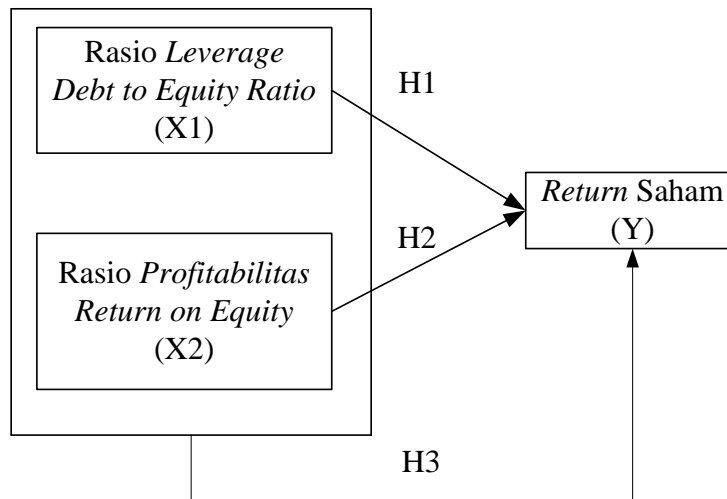 Rasio Leverage
Debt to Equity Ratio
(X1)
H1
Return Saham
(Y)
H2
Rasio Profitabilitas
Return on Equity
(X2)
H3